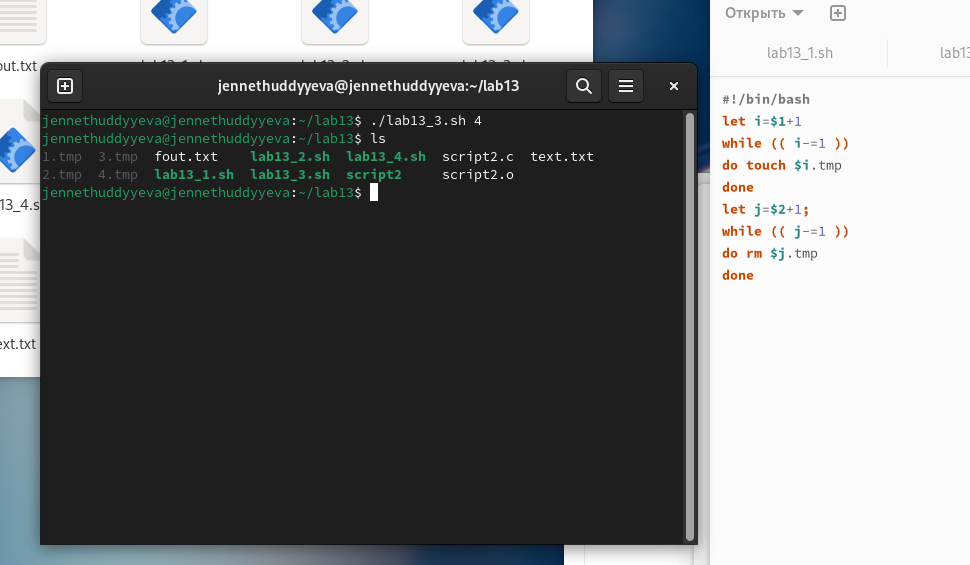 Открыть
lab13_1.sh
lab13
out.txt
13_4.s
ext.txt
jennethuddyyeva@jennethuddyyeva:~/lab13
jennethuddyyeva@jennethuddyyeva:~/lab13$ ./lab13_3.sh 4
jennethuddyyeva@jennethuddyyeva:~/lab13$ ls
1.tmp 3.tmp fout.txt lab13_2.sh lab13_4.sh script2.c text.txt
2.tmp 4.tmp lab13_1.sh lab13_3.sh script2 script2.o
jennethuddyyeva@jennethuddyyeva:~/lab13$
#!/bin/bash
let i=$1+1
while (( i-=1 ))
do touch $i.tmp
done
let j=$2+1;
while (( j-=1 ))
do rm $j.tmp
done